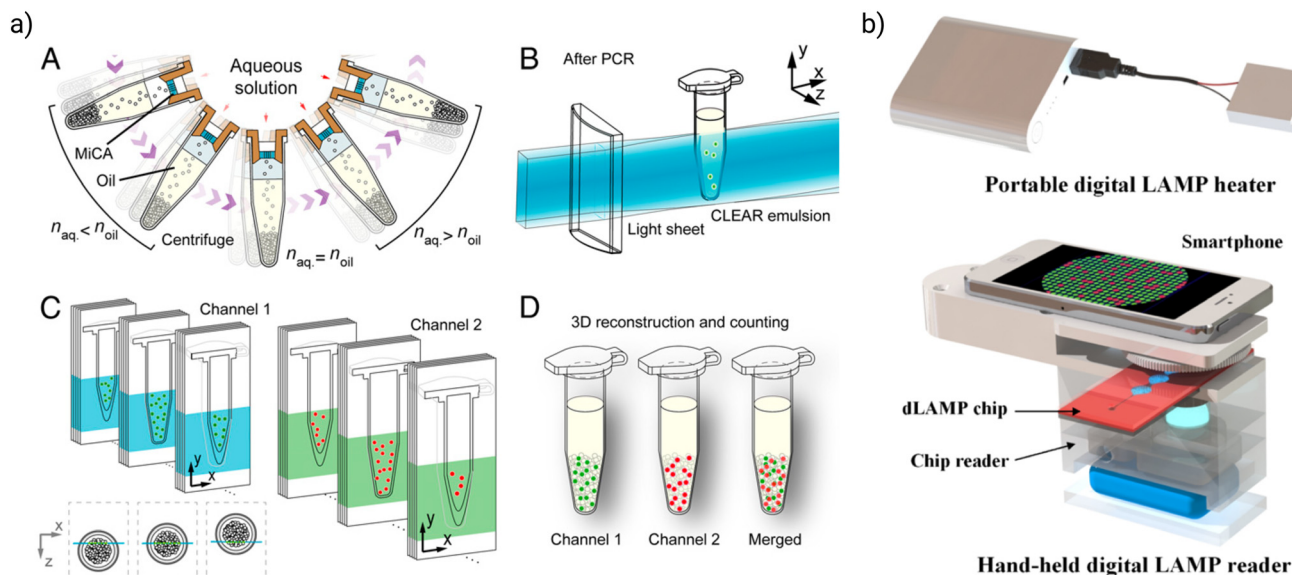 a)
A
Aqueous
solution
MiCA
Oil
n_aq. < n_oil
Centrifuge
n_aq. = n_oil
n_aq. > n_oil
B
After PCR
y
x
z
Light sheet
CLEAR emulsion
C
Channel 1
Channel 2
y
x
y
x
x
z
D
3D reconstruction and counting
Channel 1
Channel 2
Merged
b)
Portable digital LAMP heater
Smartphone
dLAMP chip
Chip reader
Hand-held digital LAMP reader